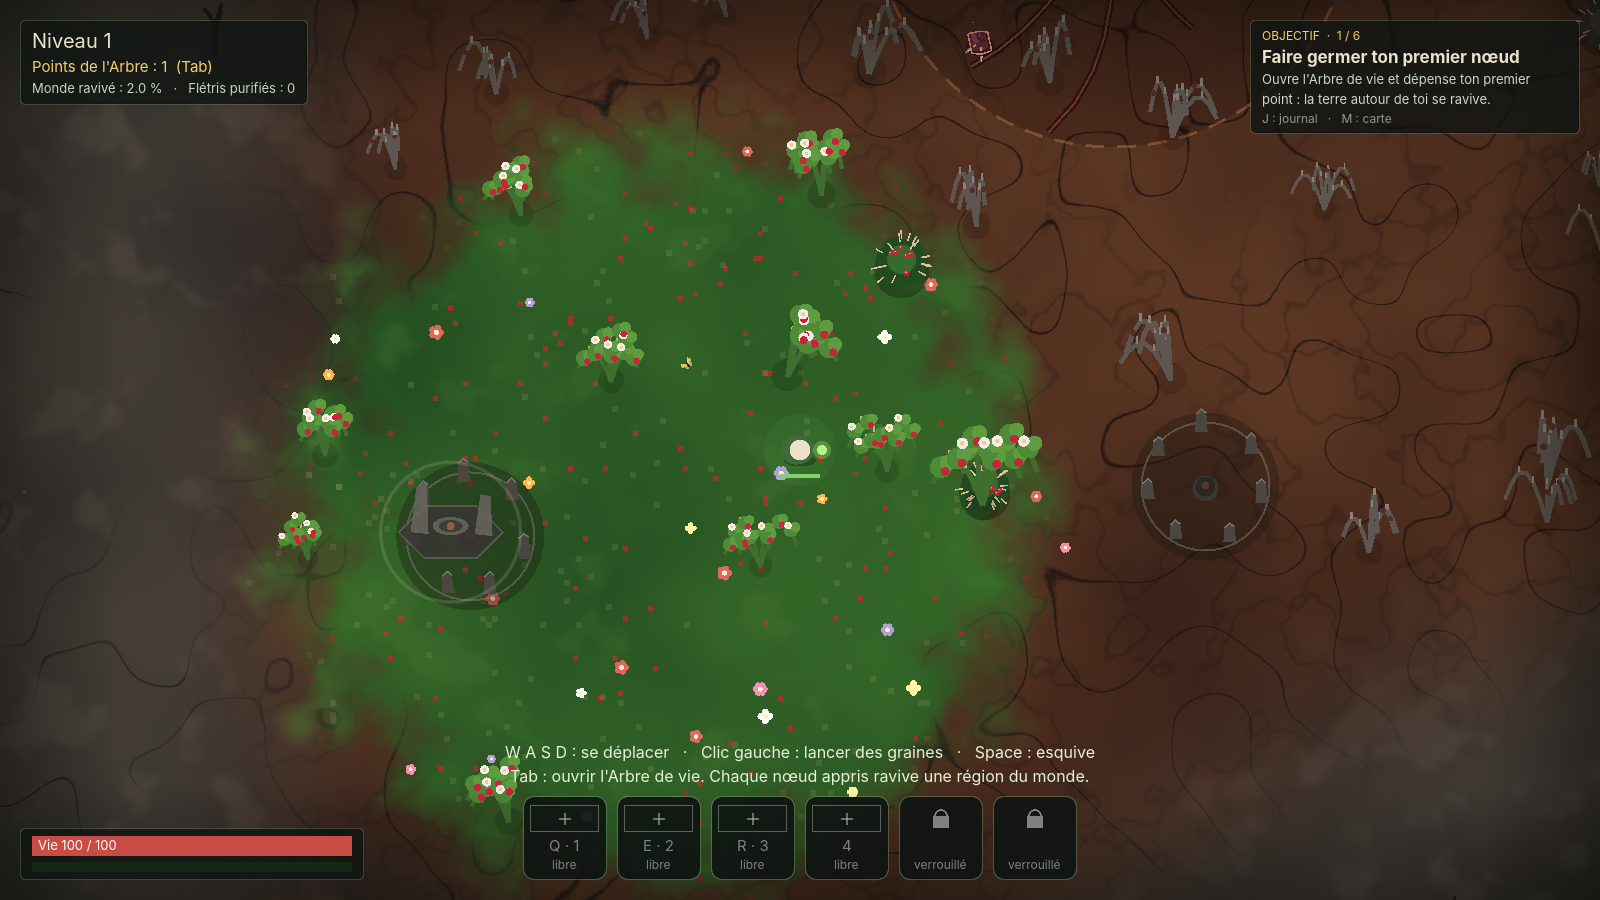 Niveau 1
Points de l'Arbre : 1 (Tab)
Monde ravivé : 2.0 % · Flétris purifiés : 0
OBJECTIF · 1 / 6
Faire germer ton premier nœud
Ouvre l'Arbre de vie et dépense ton premier
point : la terre autour de toi se ravive.
J : journal · M : carte
W A S D : se déplacer · Clic gauche : lancer des graines · Space : esquive
Tab : ouvrir l'Arbre de vie. Chaque nœud appris ravive une région du monde.
Vie 100 / 100
Q · 1
libre
E · 2
libre
R · 3
libre
4
libre
verrouillé
verrouillé